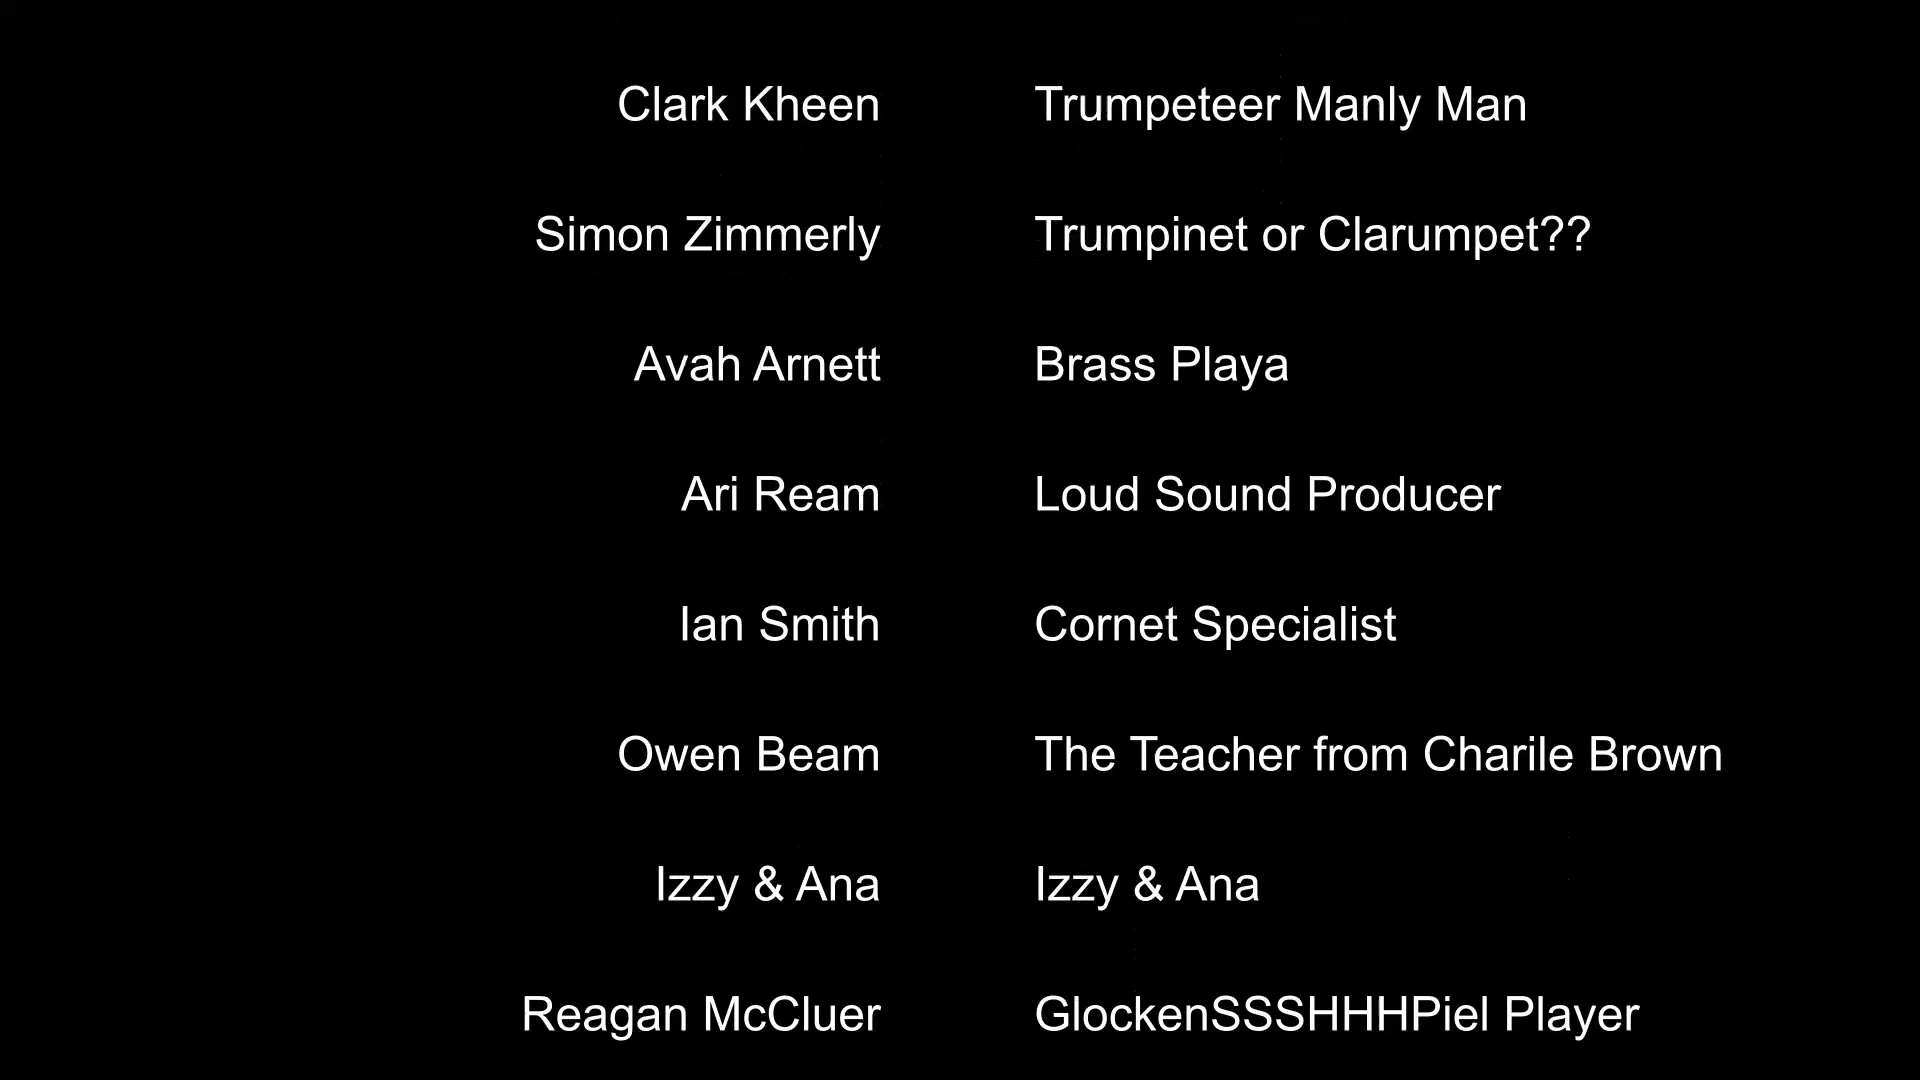 Clark Kheen Trumpeteer Manly Man
Simon Zimmerly Trumpinet or Clarumpet??
Avah Arnett Brass Playa
Ari Ream Loud Sound Producer
Ian Smith Cornet Specialist
Owen Beam The Teacher from Charile Brown
Izzy & Ana Izzy & Ana
Reagan McCluer GlockenSSSHHHPiel Player